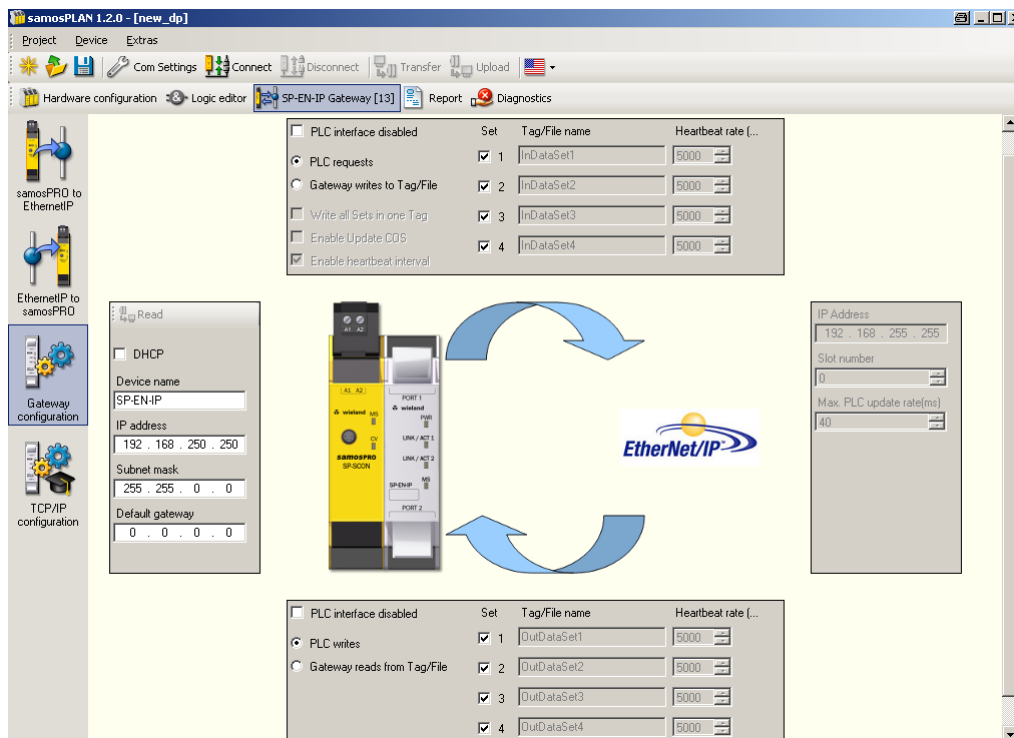 samosPLAN 1.2.0 - [new_dp]
Project Device Extras
Com Settings Connect Disconnect Transfer Upload
Hardware configuration Logic editor SP-EN-IP Gateway [13] Report Diagnostics
samosPRO to
EthernetIP
EthernetIP to
samosPRO
Gateway
configuration
TCP/IP
configuration
PLC interface disabled Set Tag/File name Heartbeat rate (...
PLC requests 1 InDataSet1 5000
Gateway writes to Tag/File 2 InDataSet2 5000
Write all Sets in one Tag 3 InDataSet3 5000
Enable Update COS
4 InDataSet4 5000
Enable heartbeat interval
Read
DHCP
Device name
SP-EN-IP
IP address
192 . 168 . 250 . 250
Subnet mask
255 . 255 . 0 . 0
Default gateway
0 . 0 . 0 . 0
A1 A2
A1 A2
wieland MS
CV
samosPRO
SP-SCON
PORT 1
wieland
PWR
LINK / ACT 1
LINK / ACT 2
MS
SP-EN-IP
PORT 2
EtherNet/IP
IP Address
192 . 168 . 255 . 255
Slot number
0
Max. PLC update rate(ms)
40
PLC interface disabled Set Tag/File name Heartbeat rate (...
PLC writes 1 OutDataSet1 5000
Gateway reads from Tag/File 2 OutDataSet2 5000
3 OutDataSet3 5000
4 OutDataSet4 5000